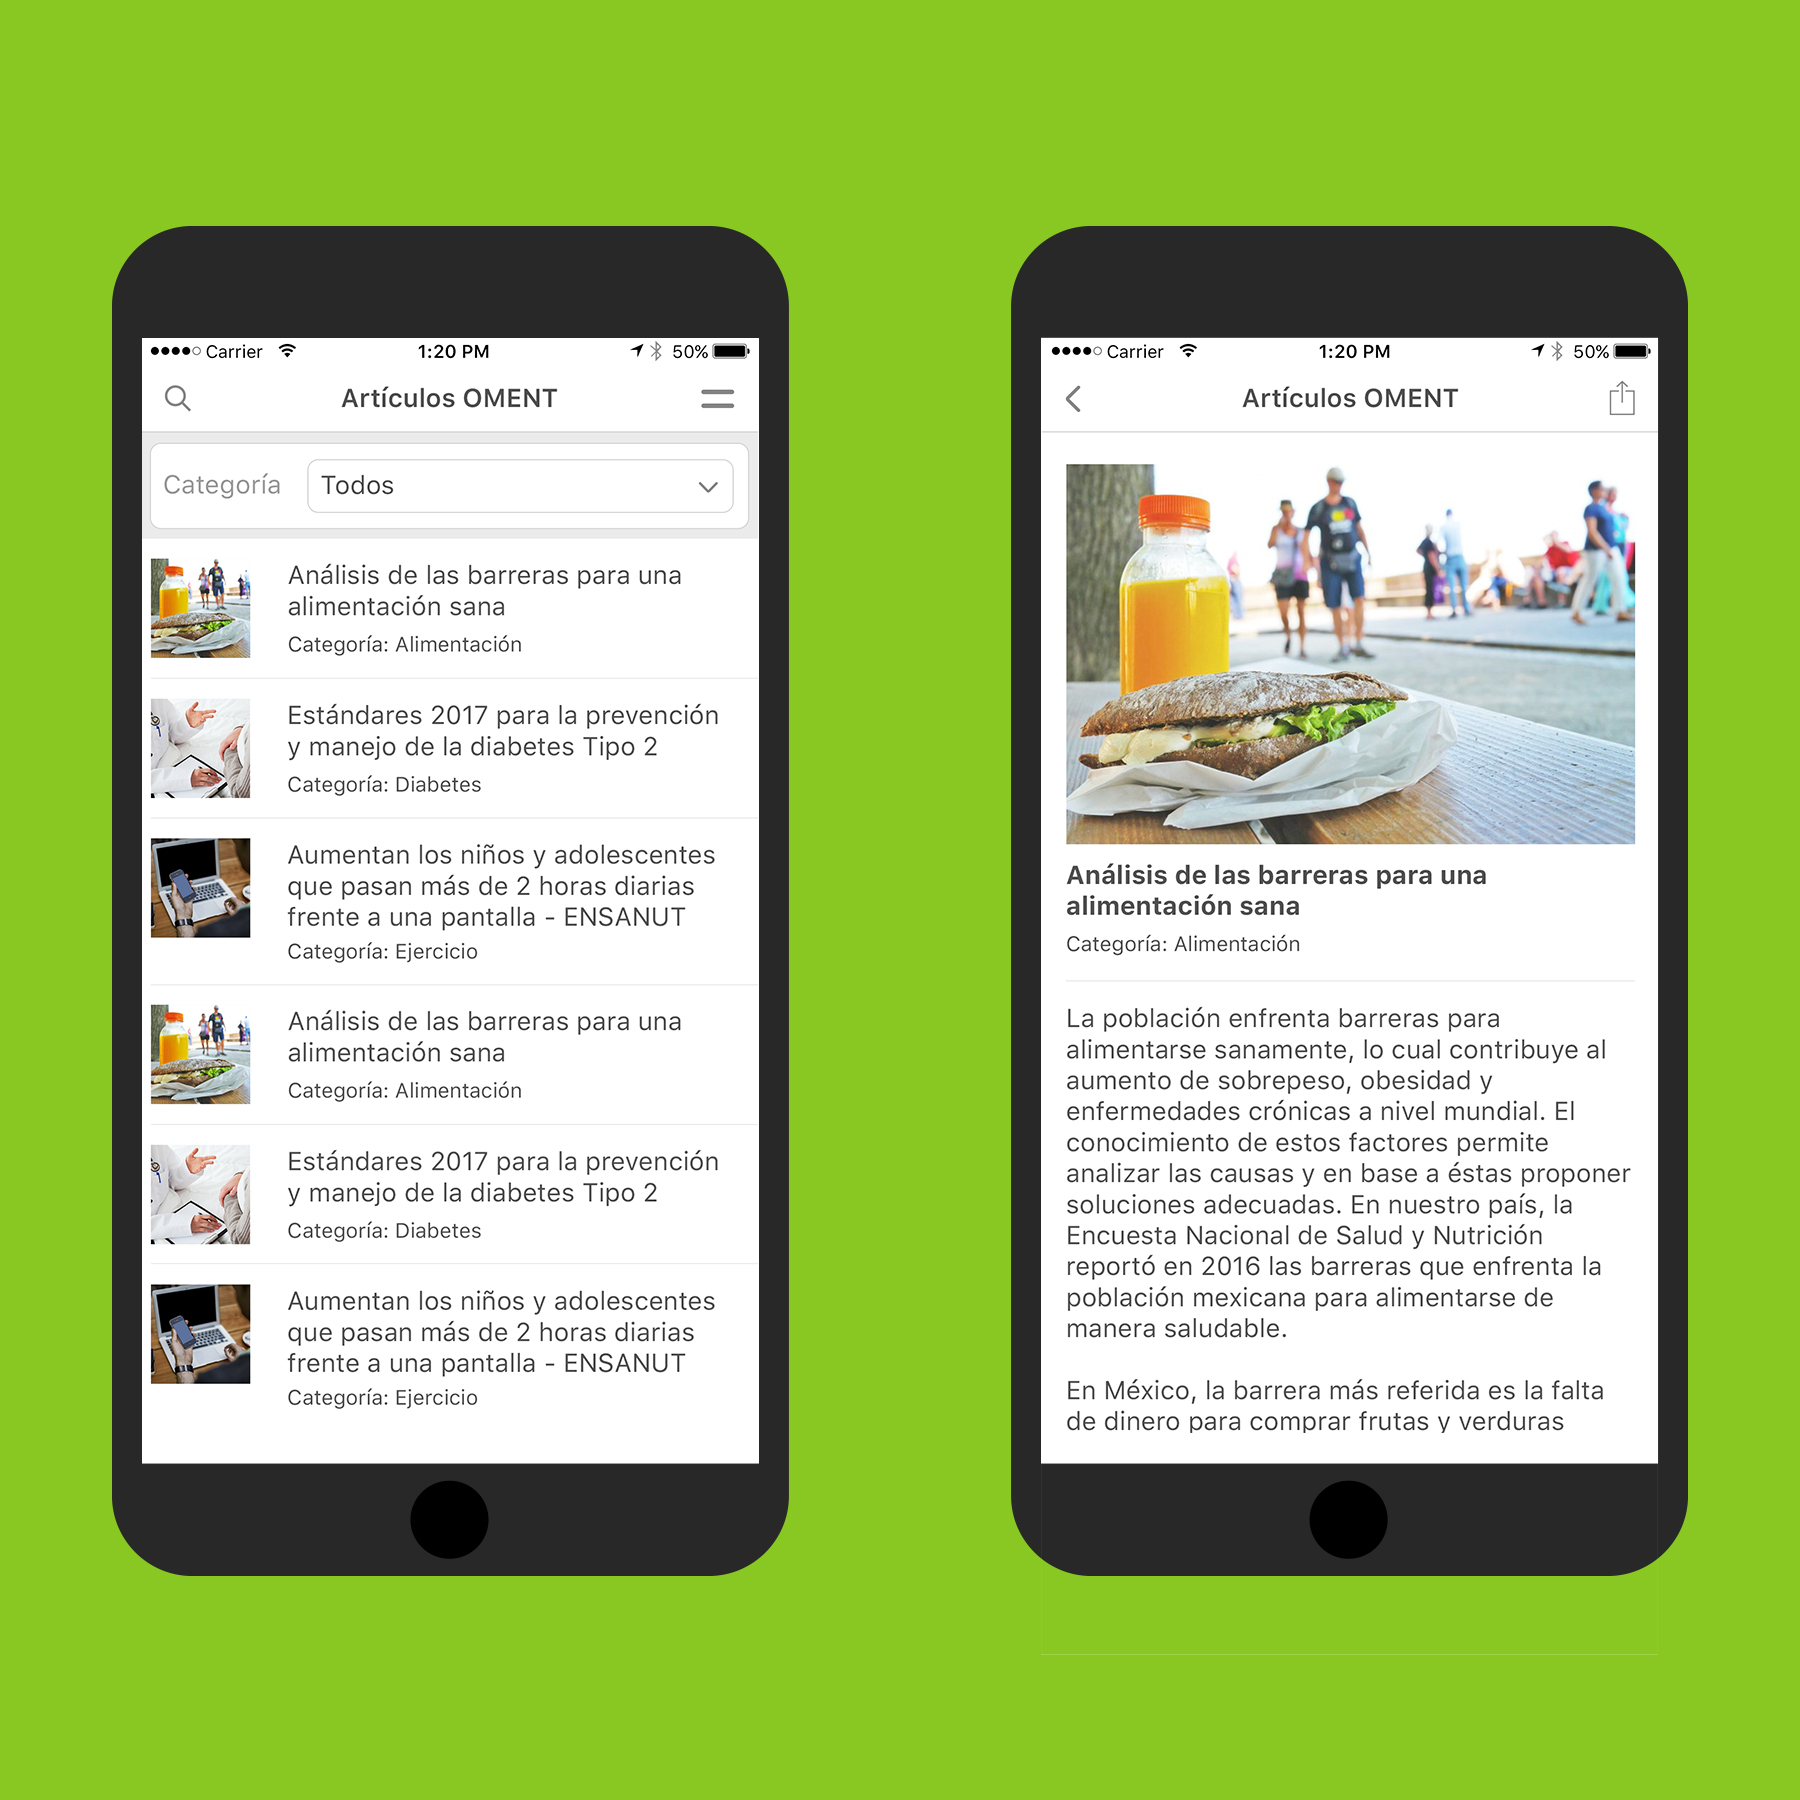 Carrier 1:20 PM 50%
Artículos OMENT
Categoría Todos
Análisis de las barreras para una
alimentación sana
Categoría: Alimentación
Estándares 2017 para la prevención
y manejo de la diabetes Tipo 2
Categoría: Diabetes
Aumentan los niños y adolescentes
que pasan más de 2 horas diarias
frente a una pantalla - ENSANUT
Categoría: Ejercicio
Análisis de las barreras para una
alimentación sana
Categoría: Alimentación
Estándares 2017 para la prevención
y manejo de la diabetes Tipo 2
Categoría: Diabetes
Aumentan los niños y adolescentes
que pasan más de 2 horas diarias
frente a una pantalla - ENSANUT
Categoría: Ejercicio
Carrier 1:20 PM 50%
Artículos OMENT
Análisis de las barreras para una
alimentación sana
Categoría: Alimentación
La población enfrenta barreras para
alimentarse sanamente, lo cual contribuye al
aumento de sobrepeso, obesidad y
enfermedades crónicas a nivel mundial. El
conocimiento de estos factores permite
analizar las causas y en base a éstas proponer
soluciones adecuadas. En nuestro país, la
Encuesta Nacional de Salud y Nutrición
reportó en 2016 las barreras que enfrenta la
población mexicana para alimentarse de
manera saludable.
En México, la barrera más referida es la falta
de dinero para comprar frutas y verduras